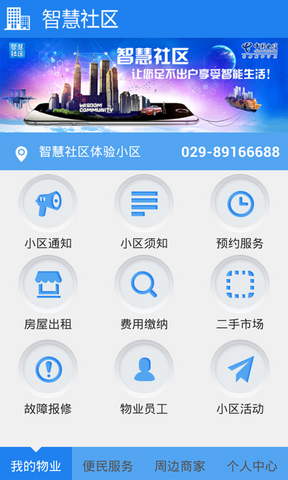 智慧社区
智慧社区
让您足不出户享受智能生活！
智慧
社区
WISDOM
COMMUNITY
智慧社区体验小区 029-89166688
小区通知 小区须知 预约服务
房屋出租 费用缴纳 二手市场
故障报修 物业员工 小区活动
我的物业 便民服务 周边商家 个人中心